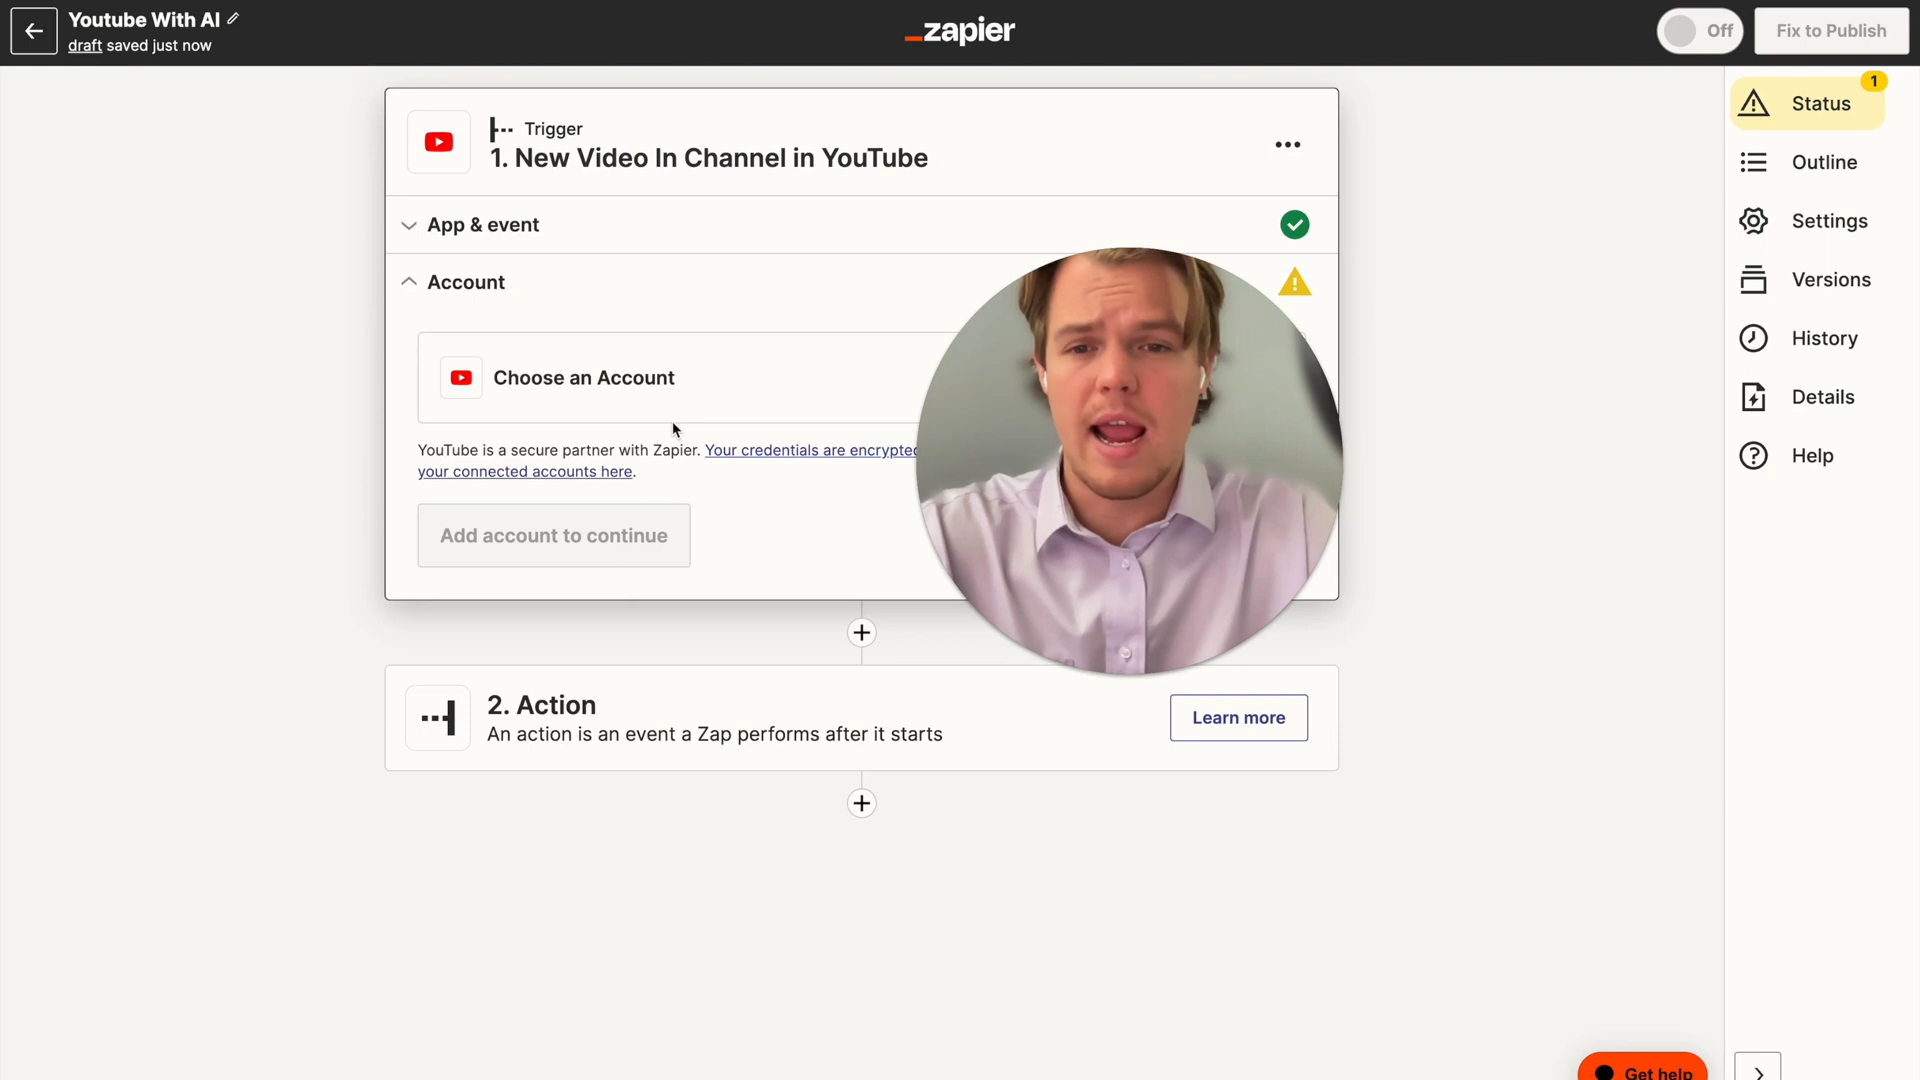 Youtube With AI
draft saved just now
zapier
Off
Fix to Publish
Trigger
1. New Video In Channel in YouTube
App & event
Account
Choose an Account
YouTube is a secure partner with Zapier. Your credentials are encrypted
your connected accounts here.
Add account to continue
2. Action
An action is an event a Zap performs after it starts
Learn more
1
Status
Outline
Settings
Versions
History
Details
Help
Get help